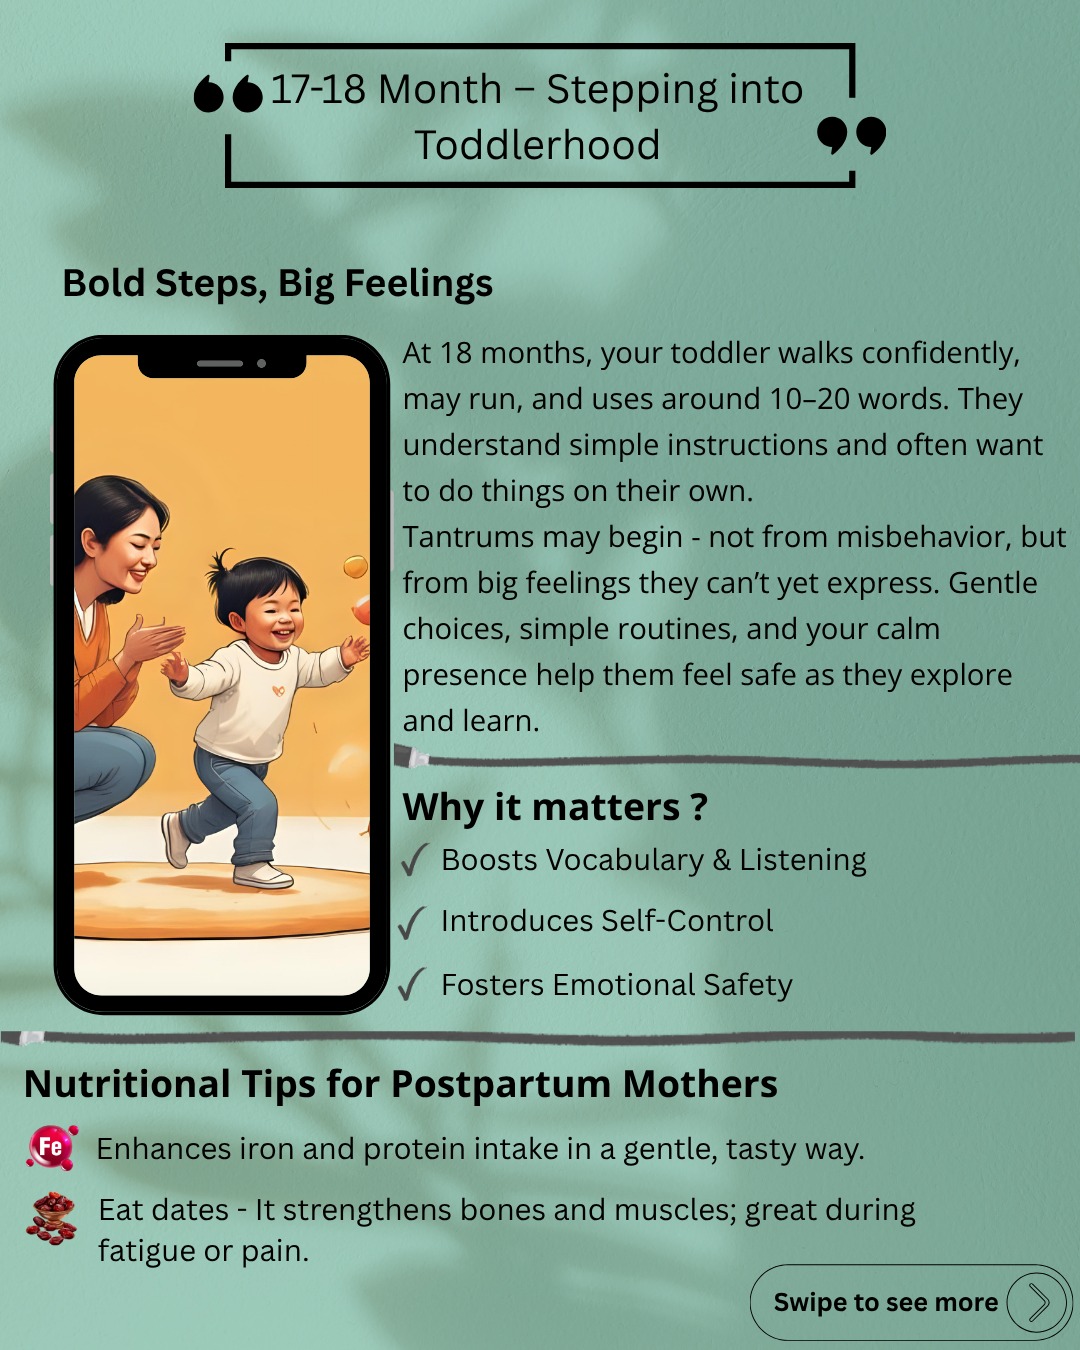 17-18 Month – Stepping into
Toddlerhood
Bold Steps, Big Feelings
At 18 months, your toddler walks confidently,
may run, and uses around 10–20 words. They
understand simple instructions and often want
to do things on their own.
Tantrums may begin - not from misbehavior, but
from big feelings they can’t yet express. Gentle
choices, simple routines, and your calm
presence help them feel safe as they explore
and learn.
Why it matters ?
Boosts Vocabulary & Listening
Introduces Self-Control
Fosters Emotional Safety
Nutritional Tips for Postpartum Mothers
Fe
Enhances iron and protein intake in a gentle, tasty way.
Eat dates - It strengthens bones and muscles; great during
fatigue or pain.
Swipe to see more